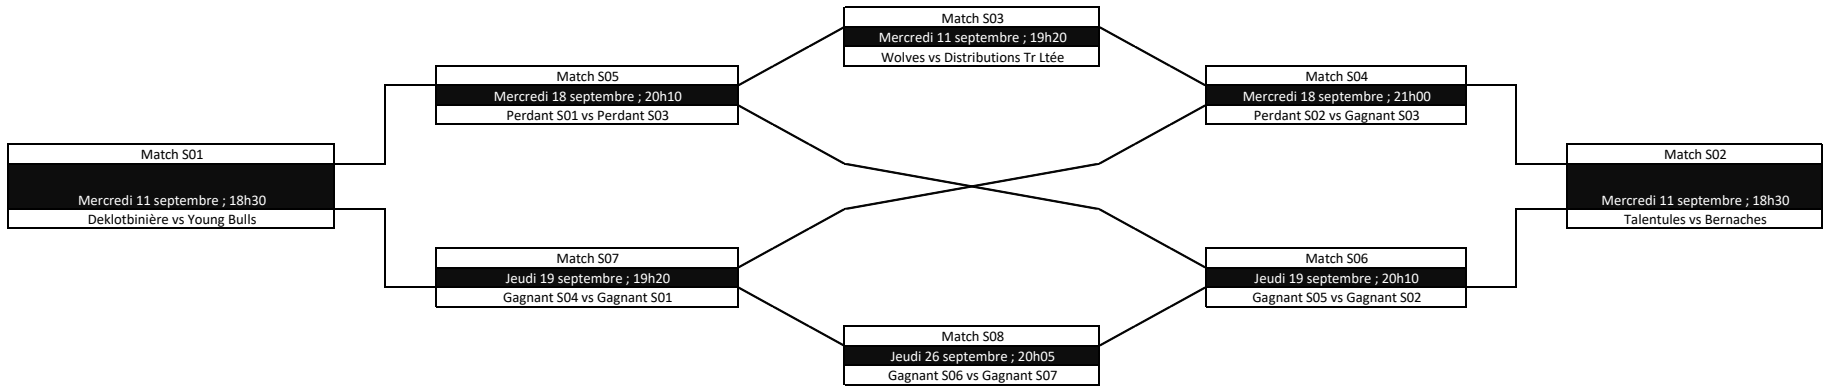 Match S03
Mercredi 11 septembre ; 19h20
Wolves vs Distributions Tr Ltée
Match S05
Mercredi 18 septembre ; 20h10
Perdant S01 vs Perdant S03
Match S04
Mercredi 18 septembre ; 21h00
Perdant S02 vs Gagnant S03
Match S01
Mercredi 11 septembre ; 18h30
Deklotbinière vs Young Bulls
Match S02
Mercredi 11 septembre ; 18h30
Talentules vs Bernaches
Match S07
Jeudi 19 septembre ; 19h20
Gagnant S04 vs Gagnant S01
Match S06
Jeudi 19 septembre ; 20h10
Gagnant S05 vs Gagnant S02
Match S08
Jeudi 26 septembre ; 20h05
Gagnant S06 vs Gagnant S07